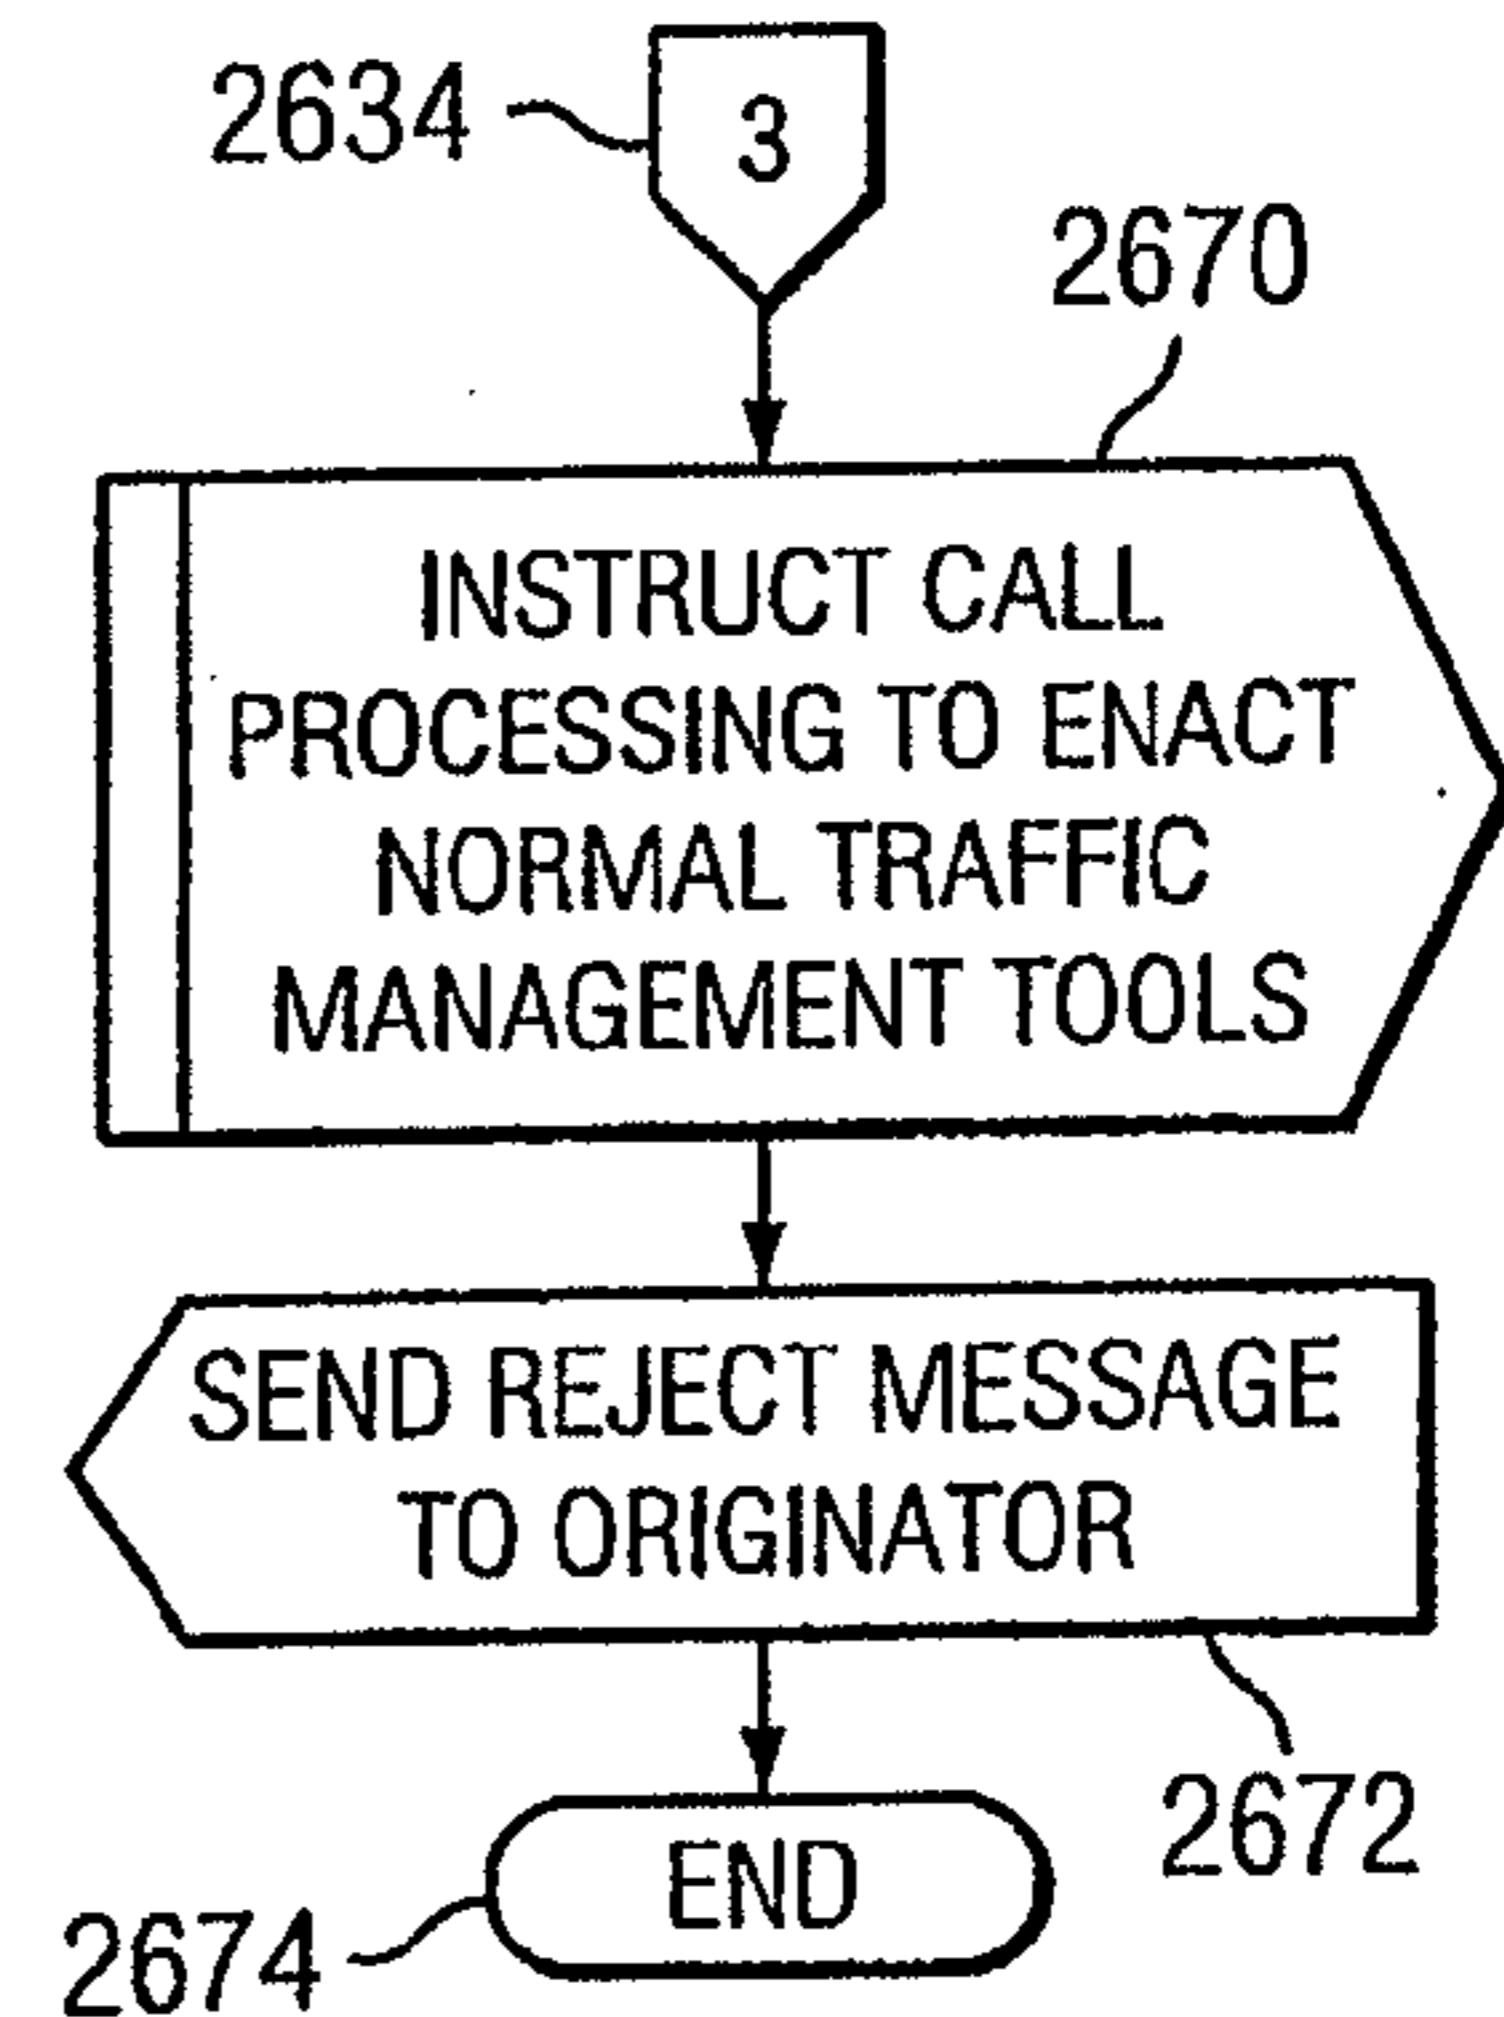 2634
3
2670
INSTRUCT CALL
PROCESSING TO ENACT
NORMAL TRAFFIC
MANAGEMENT TOOLS
SEND REJECT MESSAGE
TO ORIGINATOR
2672
END
2674